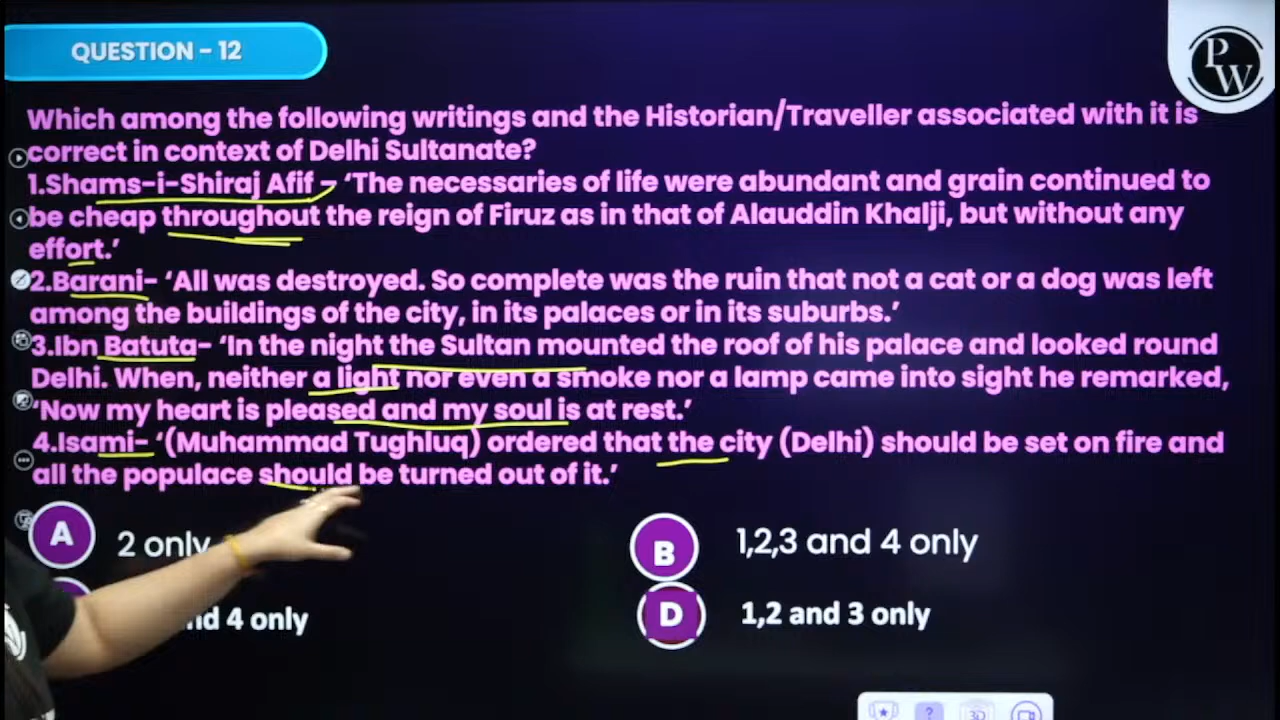 QUESTION - 12
PW
Which among the following writings and the Historian/Traveller associated with it is
correct in context of Delhi Sultanate?
1.Shams-i-Shiraj Afif - ‘The necessaries of life were abundant and grain continued to
be cheap throughout the reign of Firuz as in that of Alauddin Khalji, but without any
effort.’
2.Barani- ‘All was destroyed. So complete was the ruin that not a cat or a dog was left
among the buildings of the city, in its palaces or in its suburbs.’
3.Ibn Batuta- ‘In the night the Sultan mounted the roof of his palace and looked round
Delhi. When, neither a light nor even a smoke nor a lamp came into sight he remarked,
‘Now my heart is pleased and my soul is at rest.’
4.Isami- ‘(Muhammad Tughluq) ordered that the city (Delhi) should be set on fire and
all the populace should be turned out of it.’
A 2 only
B 1,2,3 and 4 only
4 only
D 1,2 and 3 only
?
3D